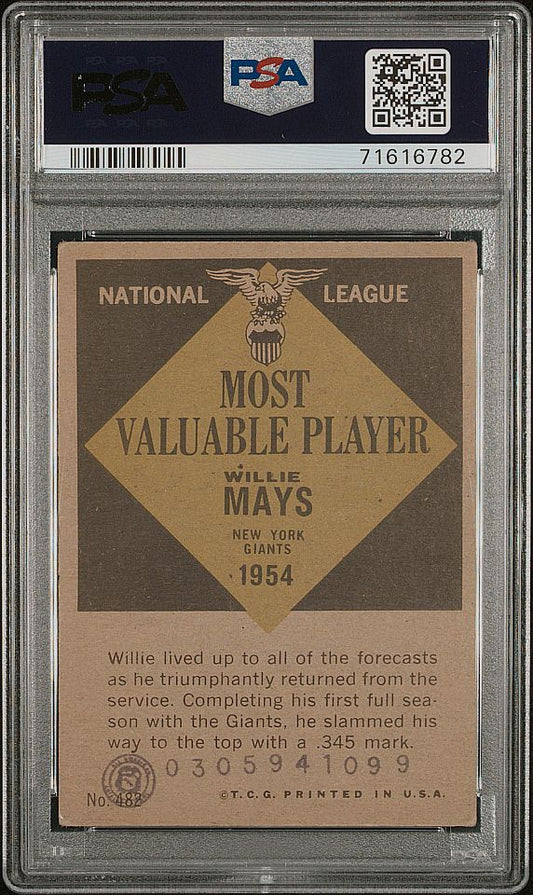 PSA
PSA
71616782
NATIONAL LEAGUE
MOST
VALUABLE PLAYER
WILLIE
MAYS
NEW YORK
GIANTS
1954
Willie lived up to all of the forecasts
as he triumphantly returned from the
service. Completing his first full sea-
son with the Giants, he slammed his
way to the top with a .345 mark.
0305941099
No. 482
©T.C.G. PRINTED IN U.S.A.
PSA